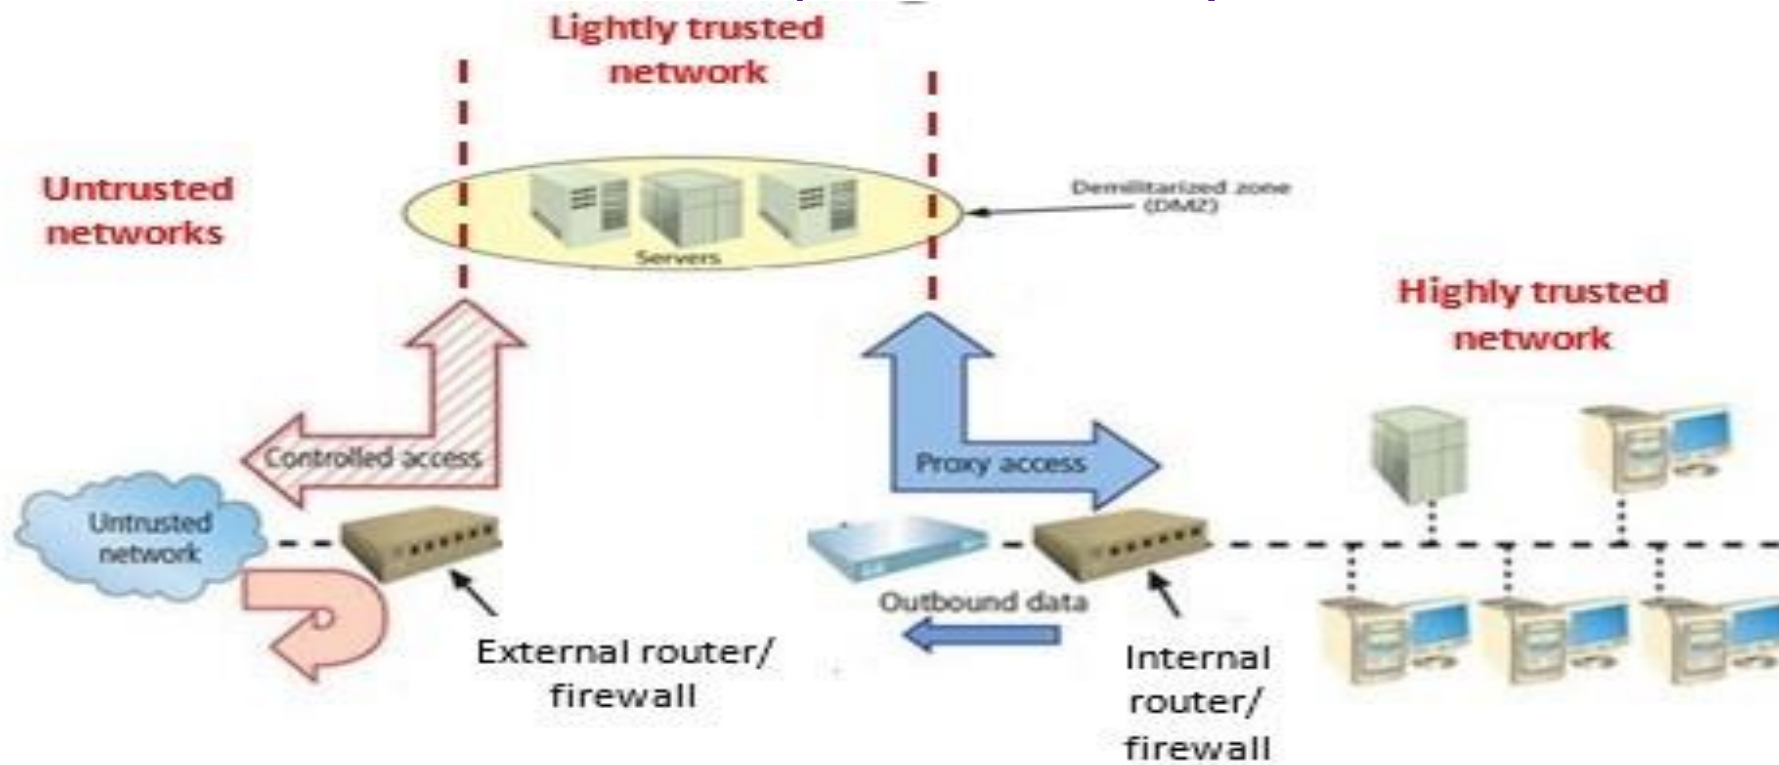 Lightly trusted
network
Untrusted
networks
Demilitarized zone
(DMZ)
Servers
Highly trusted
network
Controlled access
Proxy access
Untrusted
network
Outbound data
External router/
firewall
Internal
router/
firewall